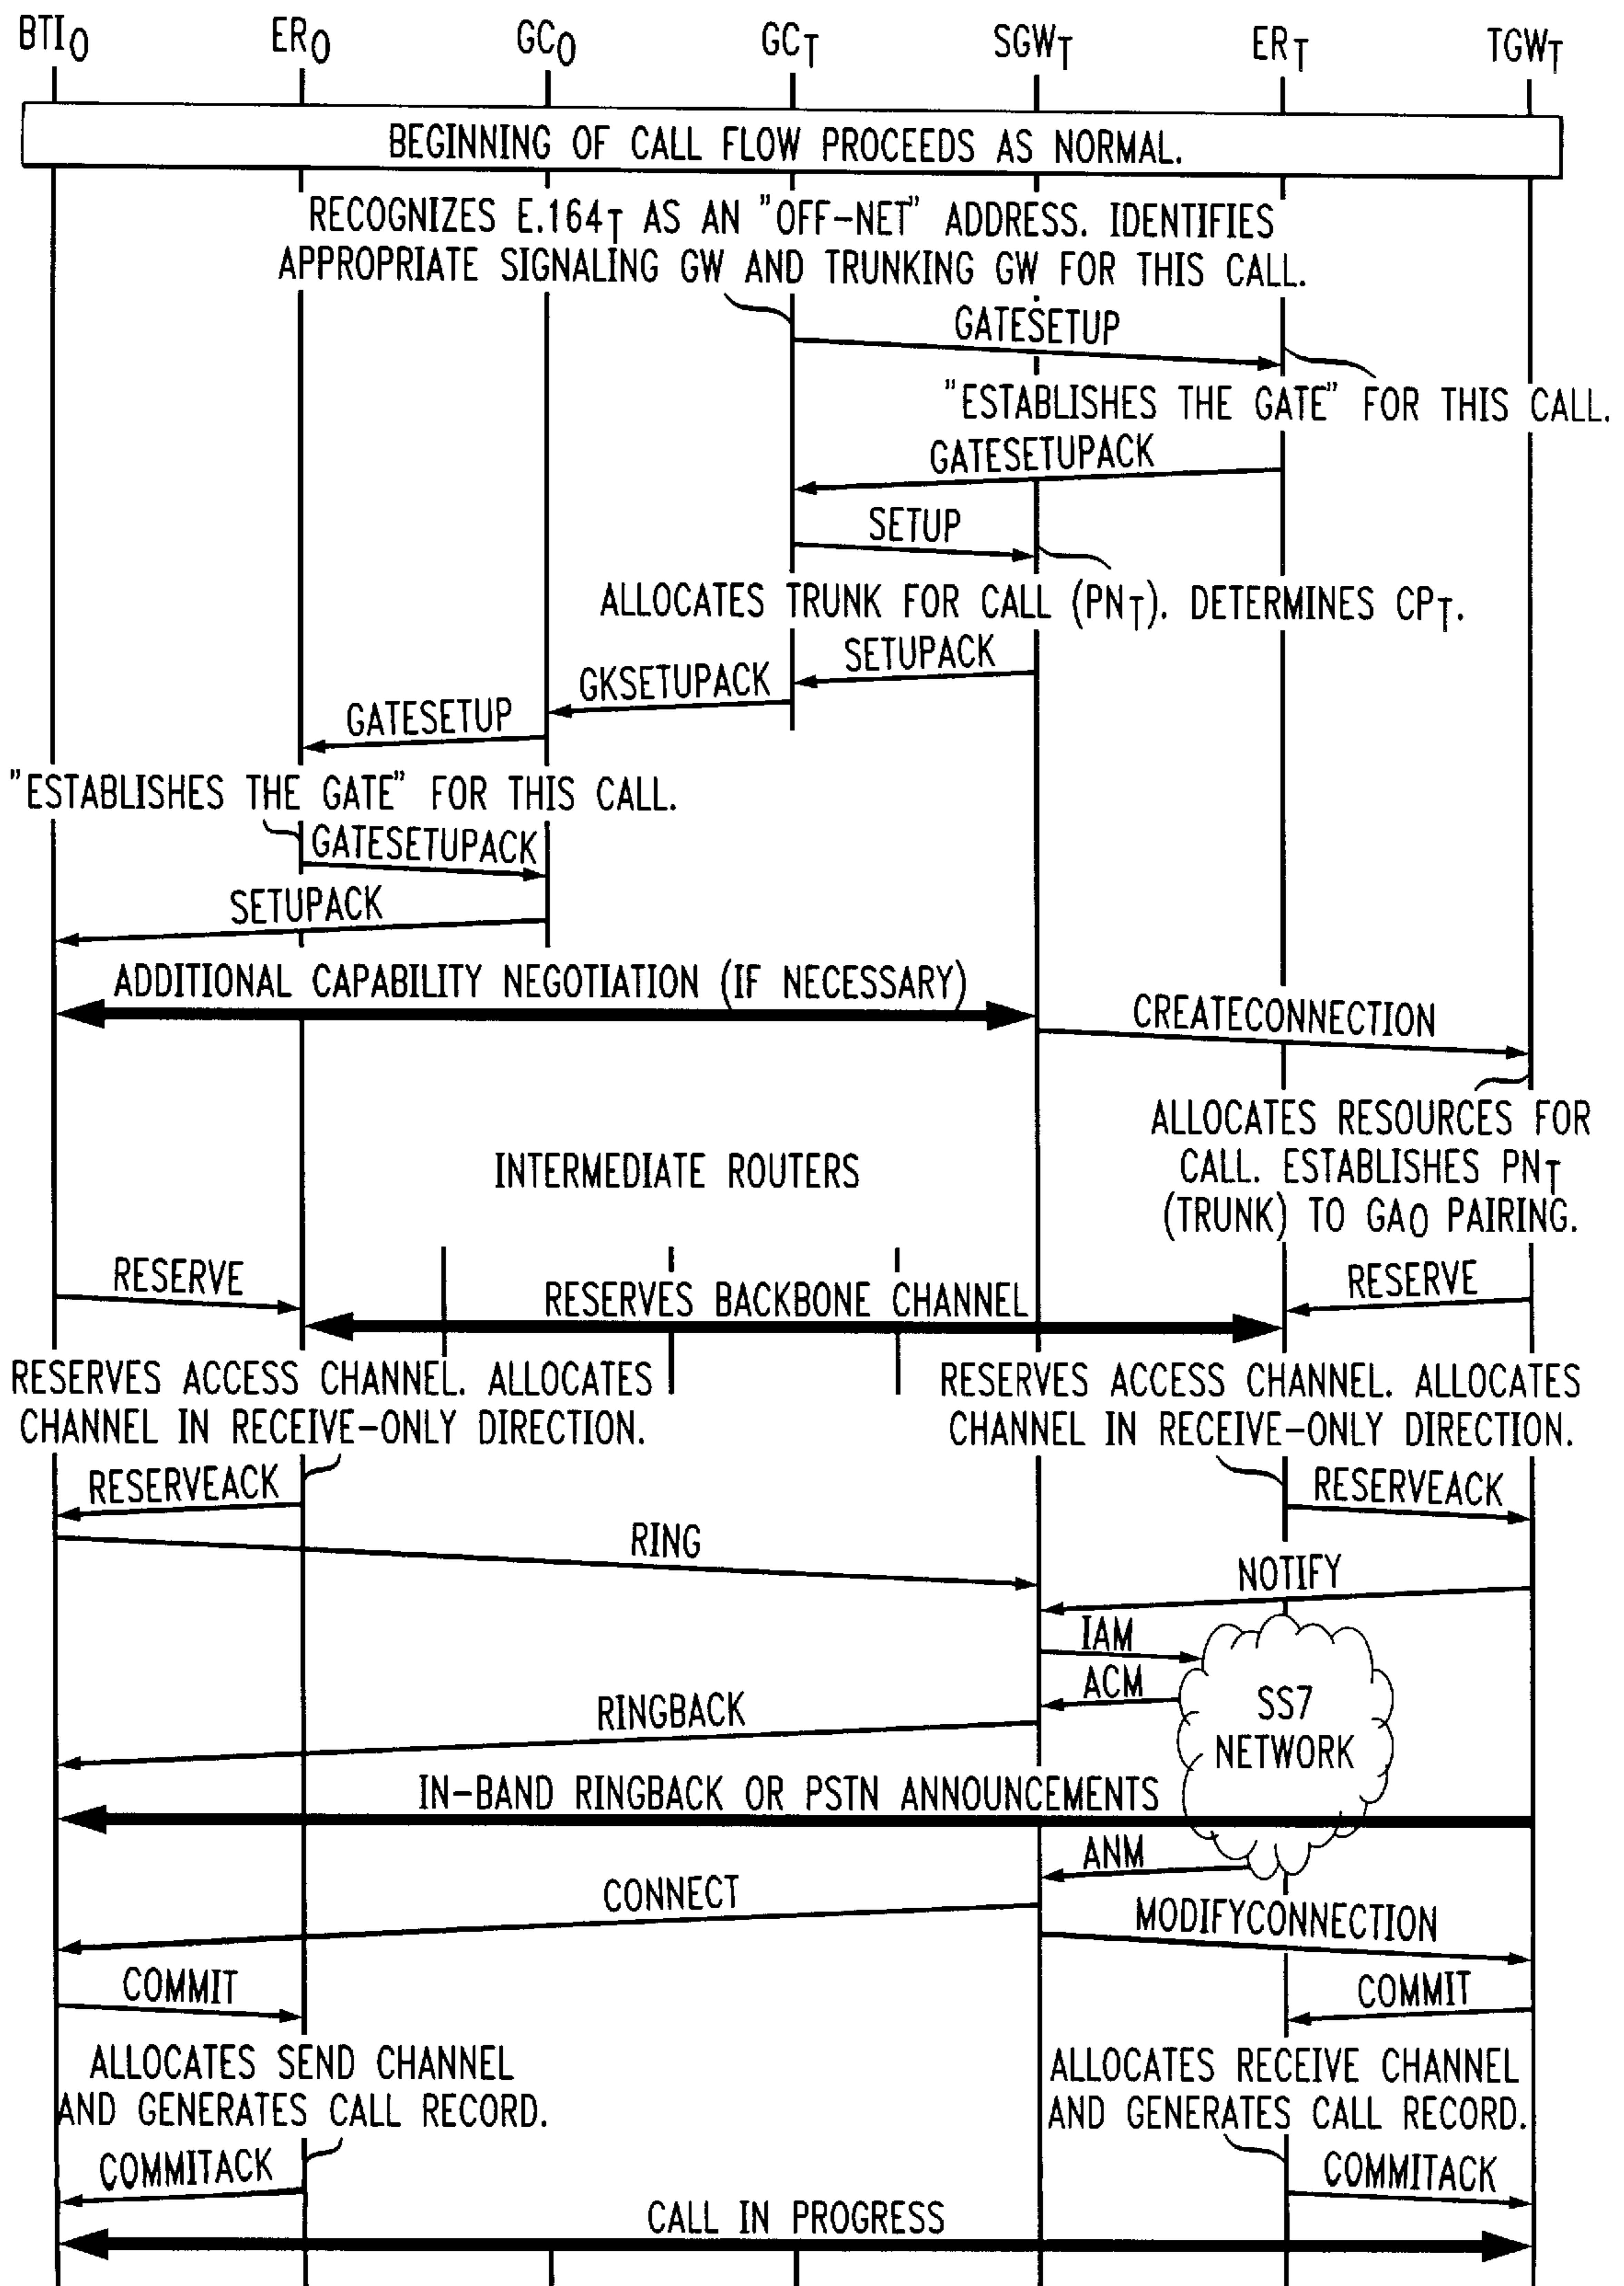 BTIO ERO GCO GCT SGWT ERT TGWT
BEGINNING OF CALL FLOW PROCEEDS AS NORMAL.
RECOGNIZES E.164T AS AN "OFF-NET" ADDRESS. IDENTIFIES
APPROPRIATE SIGNALING GW AND TRUNKING GW FOR THIS CALL.
GATESETUP
"ESTABLISHES THE GATE" FOR THIS CALL.
GATESETUPACK
SETUP
ALLOCATES TRUNK FOR CALL (PNT). DETERMINES CPT.
SETUPACK
GKSETUPACK
GATESETUP
"ESTABLISHES THE GATE" FOR THIS CALL.
GATESETUPACK
SETUPACK
ADDITIONAL CAPABILITY NEGOTIATION (IF NECESSARY)
CREATECONNECTION
ALLOCATES RESOURCES FOR
CALL. ESTABLISHES PNT
(TRUNK) TO GAO PAIRING.
INTERMEDIATE ROUTERS
RESERVE
RESERVES BACKBONE CHANNEL
RESERVE
RESERVES ACCESS CHANNEL. ALLOCATES
CHANNEL IN RECEIVE-ONLY DIRECTION.
RESERVES ACCESS CHANNEL. ALLOCATES
CHANNEL IN RECEIVE-ONLY DIRECTION.
RESERVEACK
RESERVEACK
RING
NOTIFY
IAM
ACM
SS7
NETWORK
RINGBACK
IN-BAND RINGBACK OR PSTN ANNOUNCEMENTS
ANM
CONNECT
MODIFYCONNECTION
COMMIT
COMMIT
ALLOCATES SEND CHANNEL
AND GENERATES CALL RECORD.
ALLOCATES RECEIVE CHANNEL
AND GENERATES CALL RECORD.
COMMITACK
COMMITACK
CALL IN PROGRESS